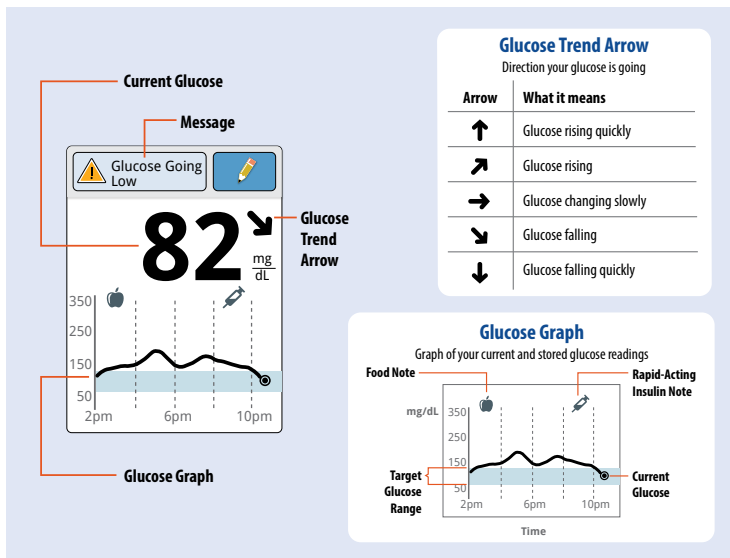 Current Glucose
Message
Glucose Going
Low
82
mg
dL
Glucose
Trend
Arrow
350
250
150
50
2pm 6pm 10pm
Glucose Graph
Glucose Trend Arrow
Direction your glucose is going
Arrow What it means
Glucose rising quickly
Glucose rising
Glucose changing slowly
Glucose falling
Glucose falling quickly
Glucose Graph
Graph of your current and stored glucose readings
Food Note
Rapid-Acting
Insulin Note
mg/dL
350
250
150
50
Target
Glucose
Range
Current
Glucose
2pm 6pm 10pm
Time